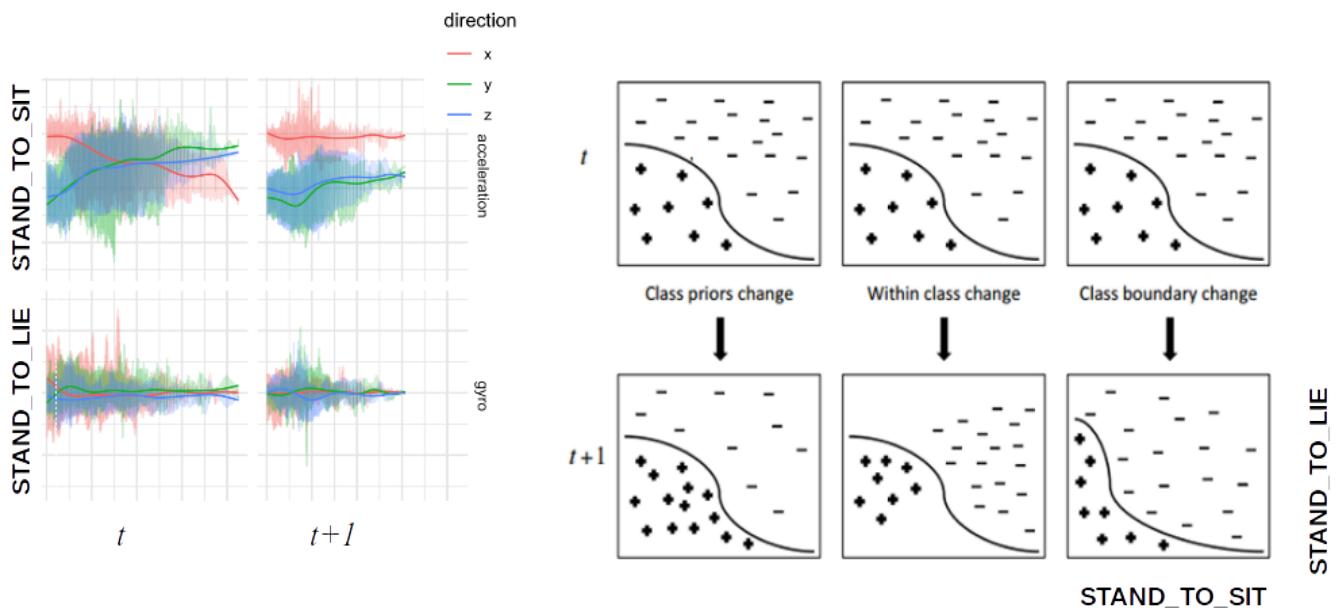 direction
x
y
z
STAND_TO_SIT
acceleration
STAND_TO_LIE
gyro
t
t+1
t
Class priors change
Within class change
Class boundary change
t+1
STAND_TO_LIE
STAND_TO_SIT